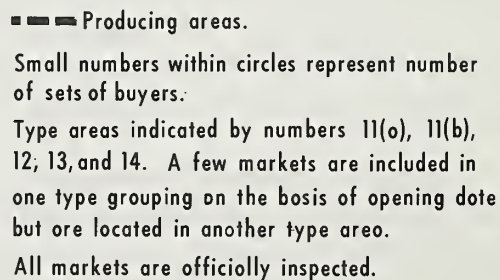 Producing areas.
Small numbers within circles represent number
of sets of buyers.
Type areas indicated by numbers 11(o), 11(b),
12; 13, and 14. A few markets are included in
one type grouping on the bosis of opening dote
but ore located in another type areo.
All markets are officiolly inspected.